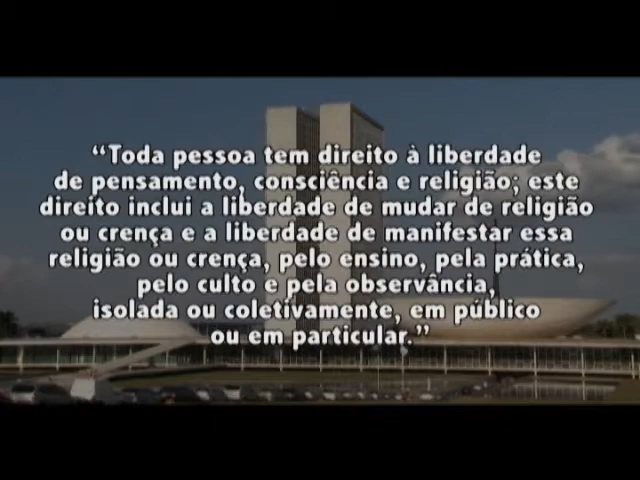 “Toda pessoa tem direito à liberdade
de pensamento, consciência e religião; este
direito inclui a liberdade de mudar de religião
ou crença e a liberdade de manifestar essa
religião ou crença, pelo ensino, pela prática,
pelo culto e pela observância,
isolada ou coletivamente, em público
ou em particular.”